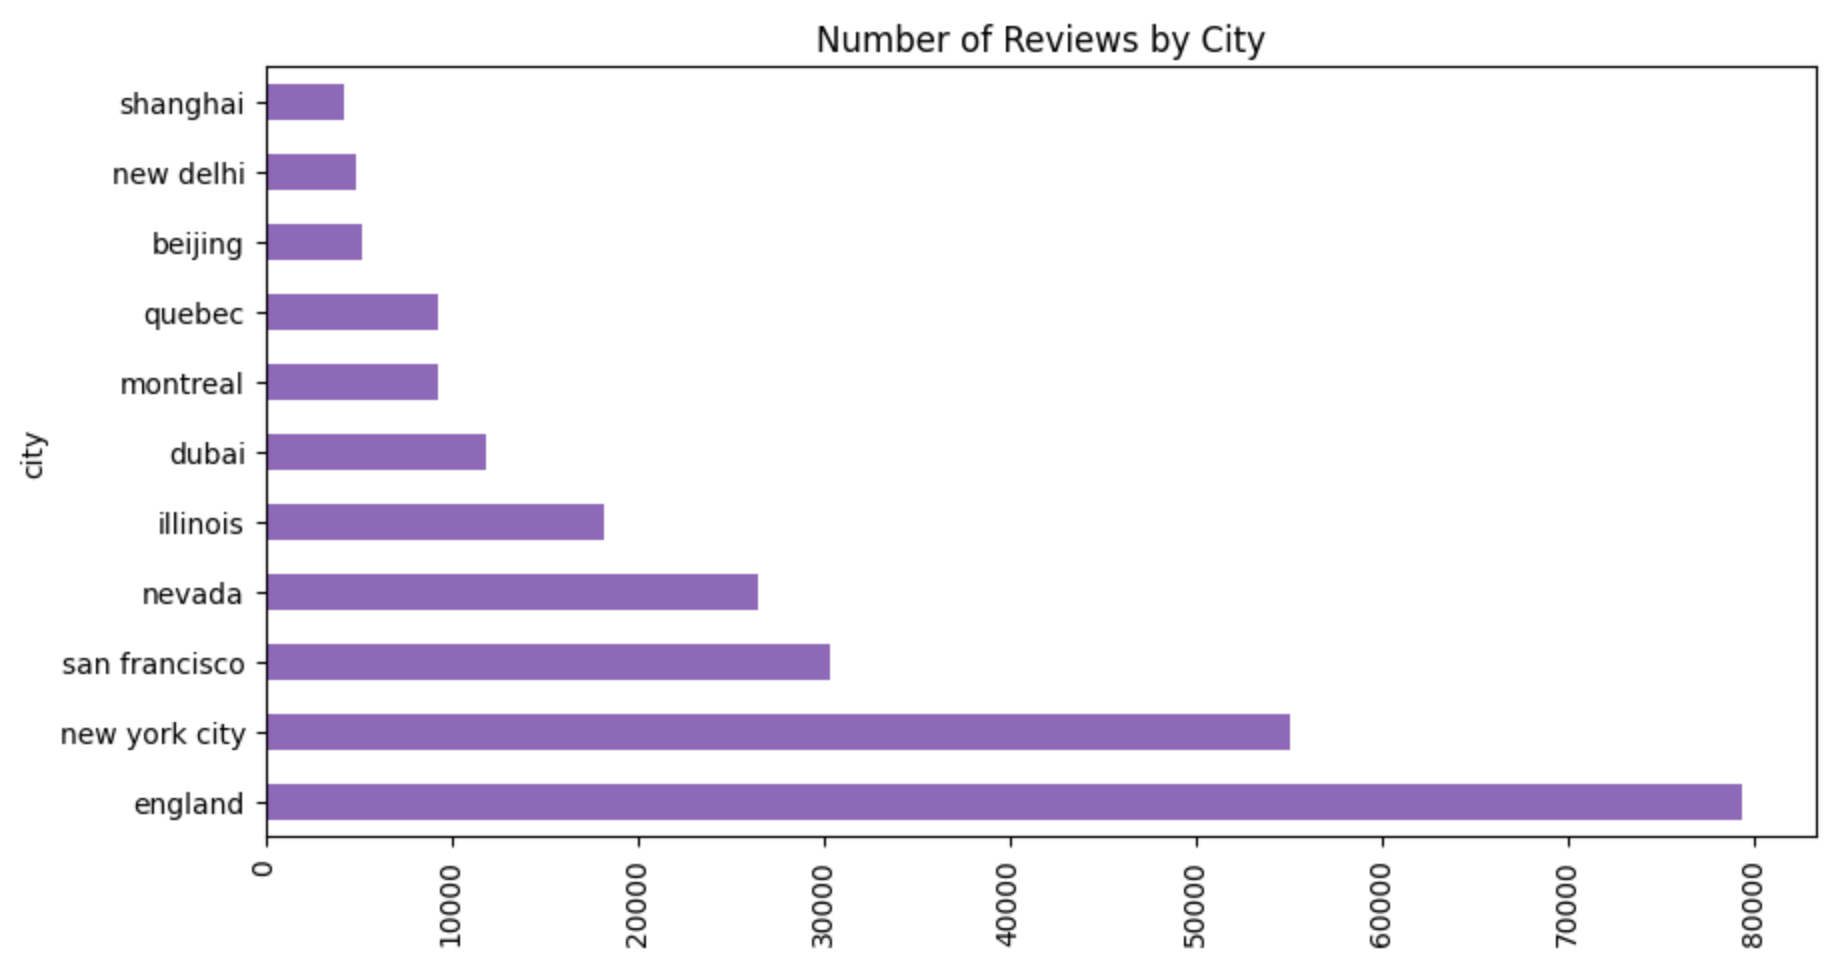 Number of Reviews by City
shanghai
new delhi
beijing
quebec
montreal
dubai
illinois
nevada
san francisco
new york city
england
city
0
10000
20000
30000
40000
50000
60000
70000
80000